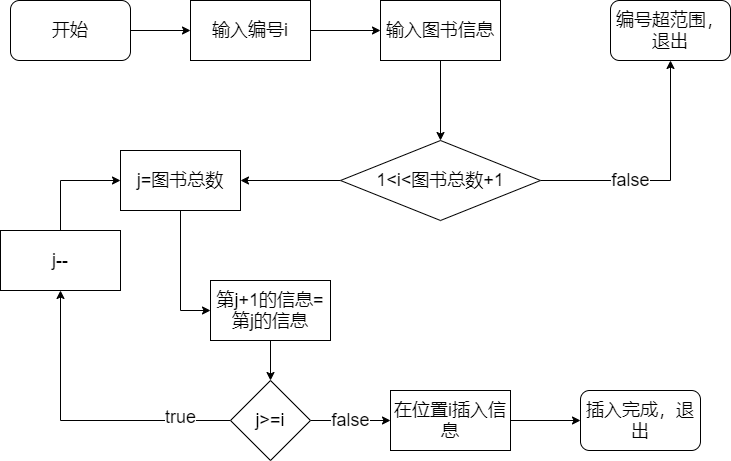 开始
输入编号i
输入图书信息
编号超范围，
退出
1<i<图书总数+1
false
j=图书总数
j--
第j+1的信息=
第j的信息
j>=i
true
false
在位置i插入信
息
插入完成，退
出